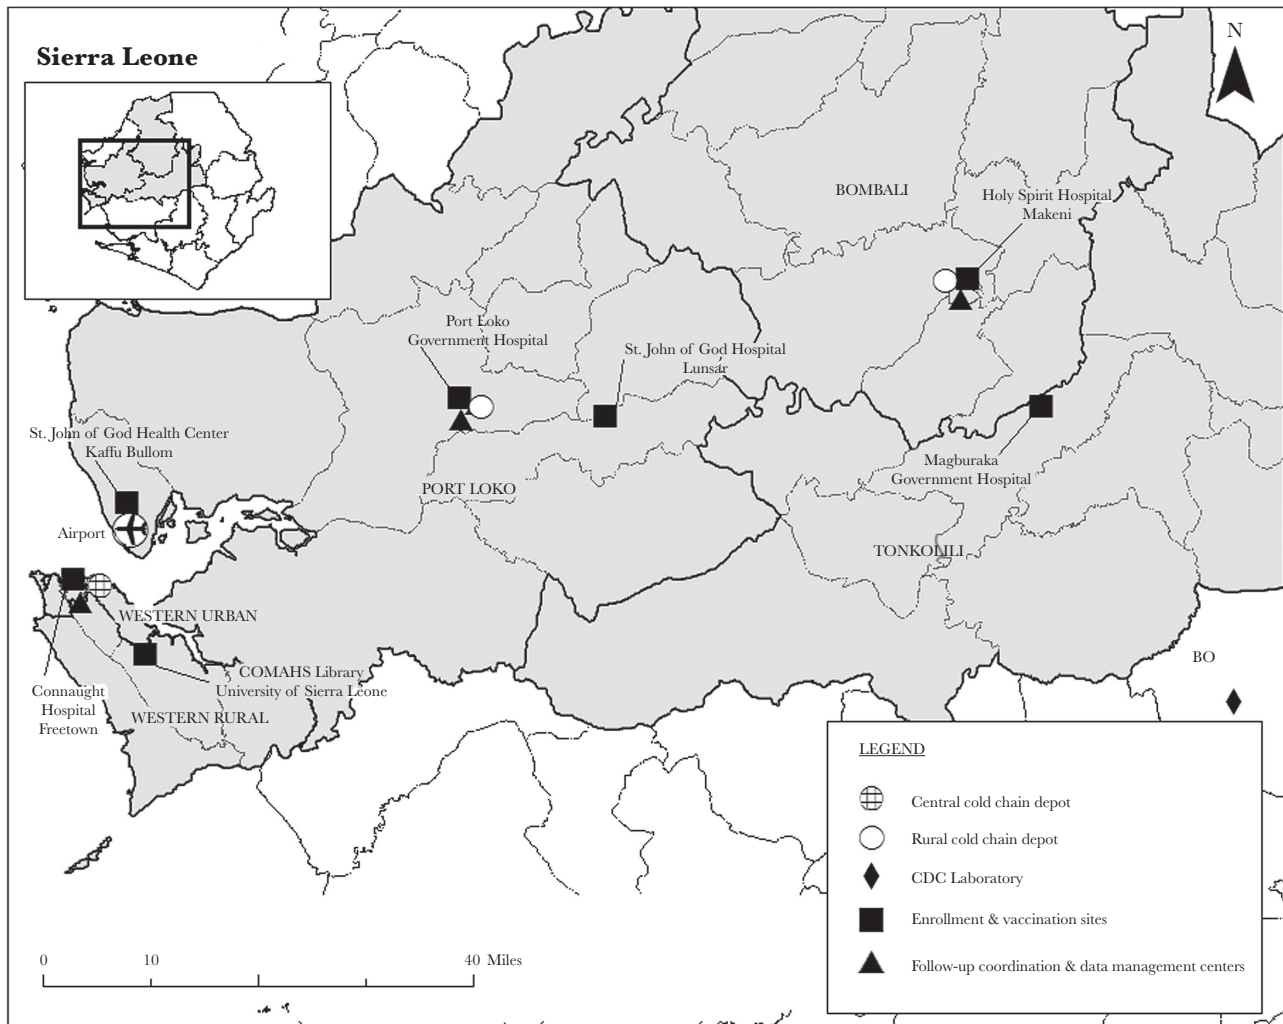 Sierra Leone
N
BOMBALI
Holy Spirit Hospital
Makeni
Port Loko
Government Hospital
St. John of God Hospital
Lunsar
St. John of God Health Center
Kaffu Bullom
Magburaka
Government Hospital
PORT LOKO
Airport
TONKOLILI
WESTERN URBAN
BO
COMAHS Library
University of Sierra Leone
Connaught
Hospital
Freetown
WESTERN RURAL
LEGEND
Central cold chain depot
Rural cold chain depot
CDC Laboratory
Enrollment & vaccination sites
Follow-up coordination & data management centers
0 10 40 Miles